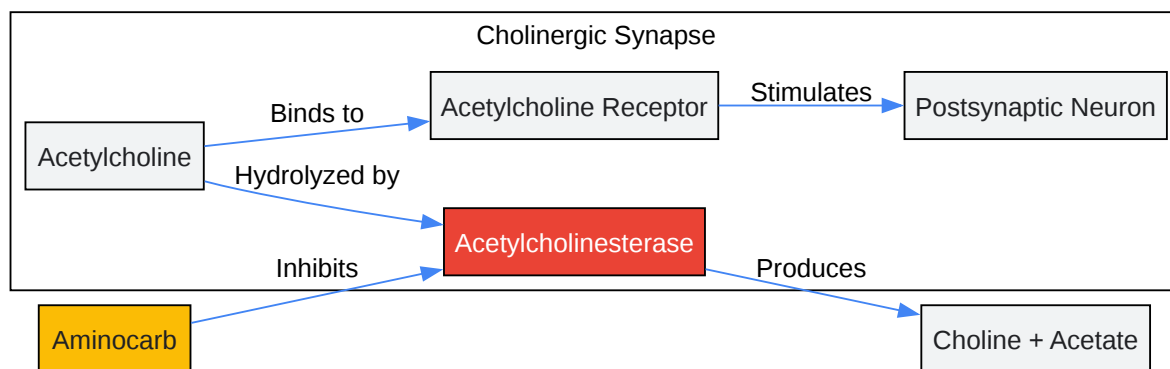 Cholinergic Synapse
Acetylcholine Receptor
Stimulates
Postsynaptic Neuron
Binds to
Acetylcholine
Hydrolyzed by
Acetylcholinesterase
Inhibits
Produces
Aminocarb
Choline + Acetate